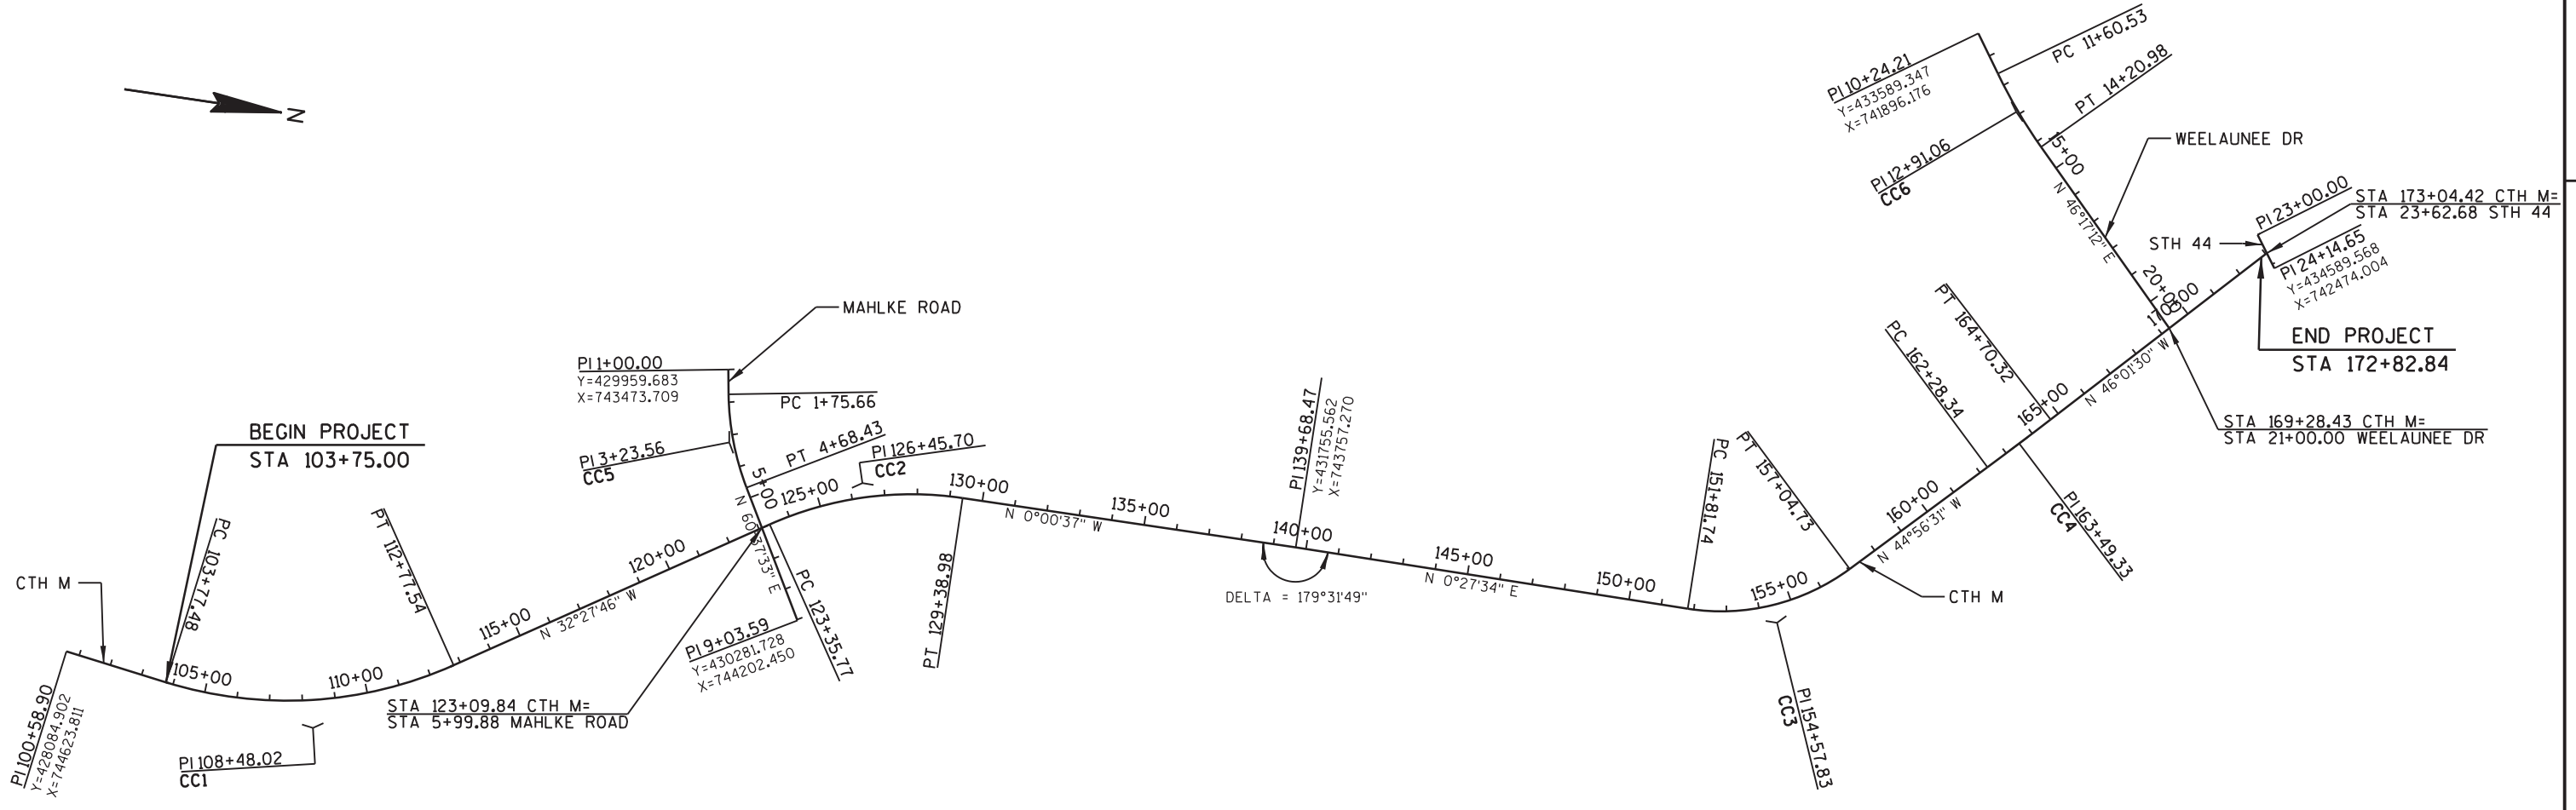 N
CTH M
PI 100+58.90
Y=428084.902
X=744623.811
BEGIN PROJECT
STA 103+75.00
PC 103+77.48
105+00
PI 108+48.02
CC1
110+00
PT 112+77.54
115+00
N 32°27'46" W
120+00
STA 123+09.84 CTH M=
STA 5+99.88 MAHLKE ROAD
MAHLKE ROAD
PI 1+00.00
Y=429959.683
X=743473.709
PC 1+75.66
PI 3+23.56
CC5
PT 4+68.43
5+00
N 60°37'33" E
PI 9+03.59
Y=430281.728
X=744202.450
PC 123+35.77
125+00
PI 126+45.70
CC2
PT 129+38.98
130+00
N 0°00'37" W
135+00
PI 139+68.47
Y=431755.562
X=743757.270
140+00
DELTA = 179°31'49"
145+00
N 0°27'34" E
150+00
PC 151+81.74
PI 154+57.83
CC3
155+00
PT 157+04.73
CTH M
160+00
N 44°56'31" W
PC 162+28.34
PI 163+49.33
CC4
PT 164+70.32
165+00
N 46°01'30" W
170+00
STA 169+28.43 CTH M=
STA 21+00.00 WEELAUNEE DR
PI 10+24.21
Y=433589.347
X=741896.176
PC 11+60.53
PI 12+91.06
CC6
PT 14+20.98
15+00
WEELAUNEE DR
N 46°17'12" E
20+00
STH 44
PI 23+00.00
STA 173+04.42 CTH M=
STA 23+62.68 STH 44
PI 24+14.65
Y=434589.568
X=742474.004
END PROJECT
STA 172+82.84